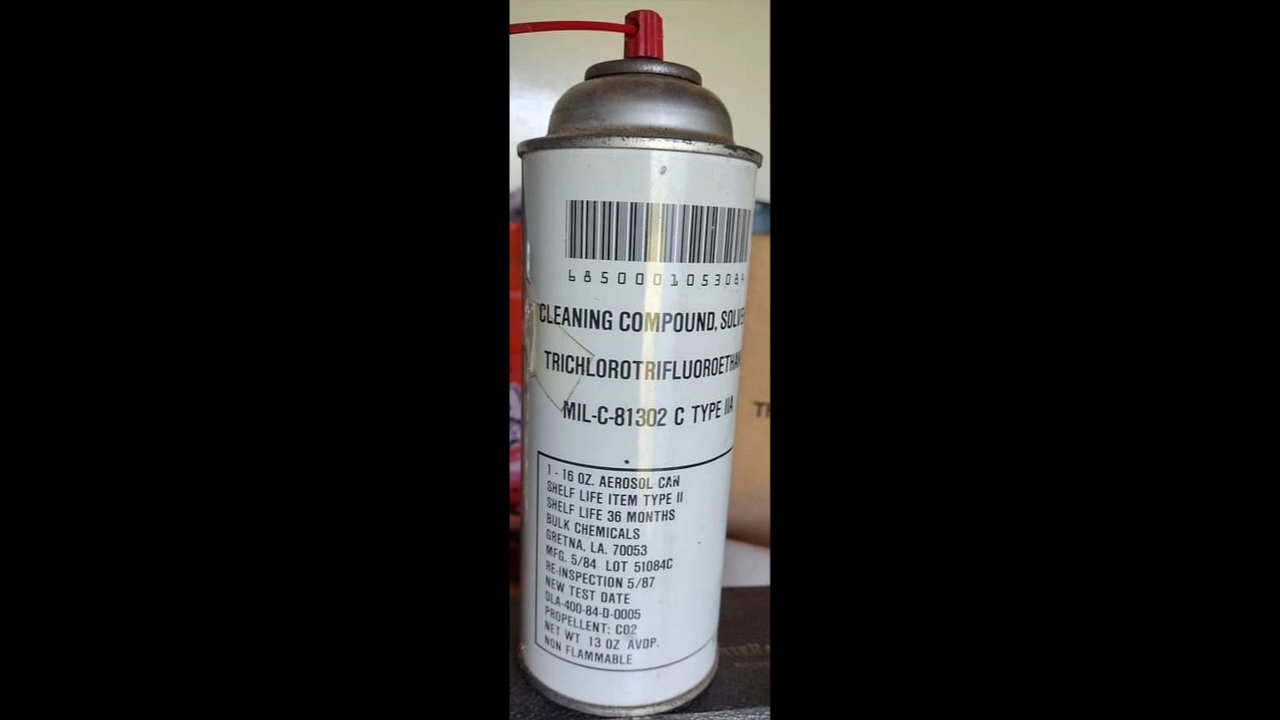 6850001053084
CLEANING COMPOUND, SOLVE
TRICHLOROTRIFLUOROETHAN
MIL-C-81302 C TYPE IIA
1 - 16 OZ. AEROSOL CAN
SHELF LIFE ITEM TYPE II
SHELF LIFE 36 MONTHS
BULK CHEMICALS
GRETNA, LA. 70053
MFG. 5/84 LOT 51084C
RE-INSPECTION 5/87
NEW TEST DATE
DLA-400-84-D-0005
PROPELLENT: CO2
NET WT 13 OZ AVDP.
NON FLAMMABLE